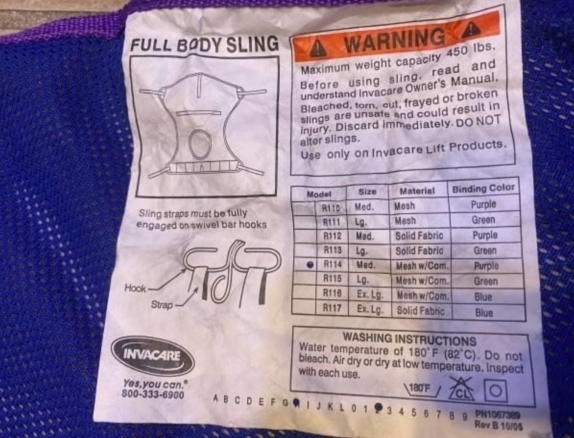 FULL BODY SLING
WARNING
Maximum weight capacity 450 lbs.
Before using sling, read and
understand Invacare Owner's Manual.
Bleached, torn, cut, frayed or broken
slings are unsafe and could result in
injury. Discard immediately. DO NOT
alter slings.
Use only on Invacare Lift Products.
Sling straps must be fully
engaged on swivel bar hooks
Hook
Strap
Model Size Material Binding Color
R110 Med. Mesh Purple
R111 Lg. Mesh Green
R112 Med. Solid Fabric Purple
R113 Lg. Solid Fabric Green
R114 Med. Mesh w/Com. Purple
R115 Lg. Mesh w/Com. Green
R116 Ex. Lg. Mesh w/Com. Blue
R117 Ex. Lg. Solid Fabric Blue
WASHING INSTRUCTIONS
Water temperature of 180°F (82°C). Do not
bleach. Air dry or dry at low temperature. Inspect
with each use.
180°F CL
INVACARE
Yes, you can.®
800-333-6900
A B C D E F G H I J K L 0 1 2 3 4 5 6 7 8 9
PN1067389
Rev B 10/05